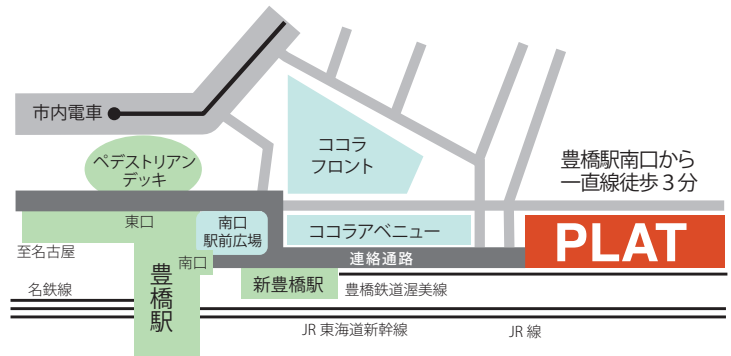 市内電車
ペデストリアン
デッキ
ココラ
フロント
豊橋駅南口から
一直線徒歩3分
東口
南口
駅前広場
ココラアベニュー
PLAT
至名古屋
南口
連絡通路
豊橋駅
新豊橋駅
名鉄線
豊橋鉄道渥美線
JR東海道新幹線
JR線